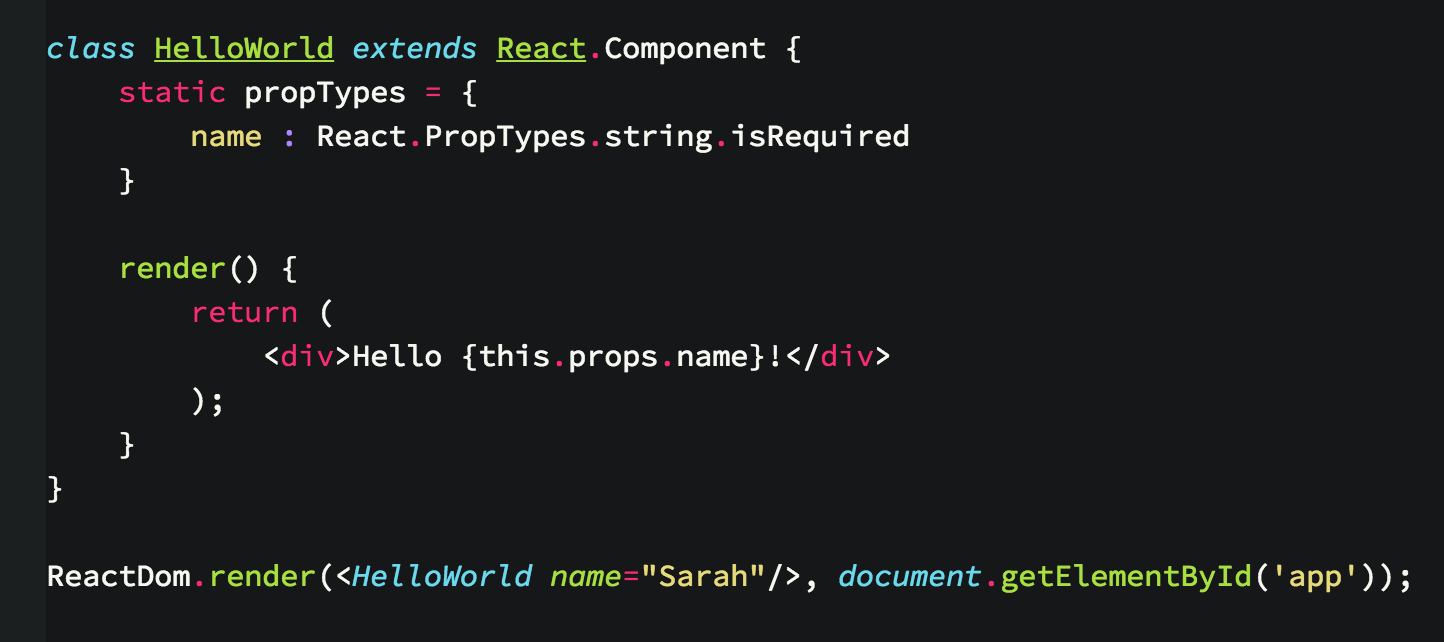 class HelloWorld extends React.Component {
    static propTypes = {
        name : React.PropTypes.string.isRequired
    }

    render() {
        return (
            <div>Hello {this.props.name}!</div>
        );
    }
}

ReactDom.render(<HelloWorld name="Sarah"/>, document.getElementById('app'));